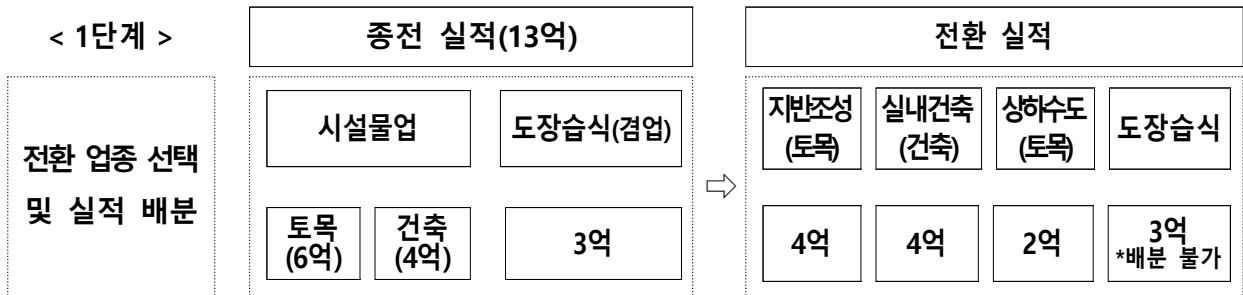 < 1단계 >
종전 실적(13억)
전환 실적
전환 업종 선택
및 실적 배분
시설물업
도장습식(겸업)
토목
(6억)
건축
(4억)
3억
⇨
지반조성
(토목)
실내건축
(건축)
상하수도
(토목)
도장습식
4억
4억
2억
3억
*배분 불가